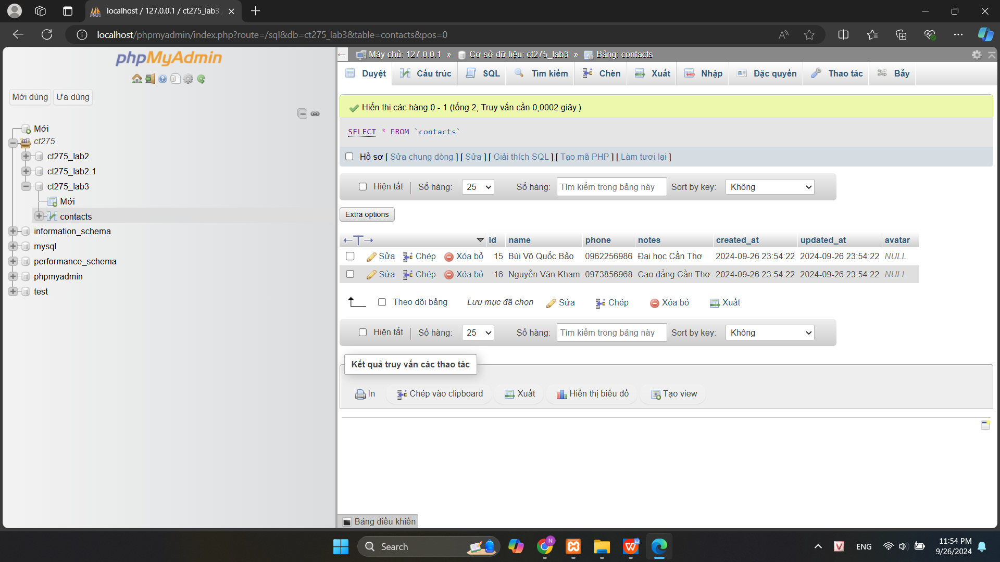 localhost / 127.0.0.1 / ct275_lab3
localhost/phpmyadmin/index.php?route=/sql&db=ct275_lab3&table=contacts&pos=0
phpMyAdmin
Mới dùng Ưa dùng
Mới
ct275
ct275_lab2
ct275_lab2.1
ct275_lab3
Mới
contacts
information_schema
mysql
performance_schema
phpmyadmin
test
Máy chủ: 127.0.0.1 » Cơ sở dữ liệu: ct275_lab3 » Bảng: contacts
Duyệt Cấu trúc SQL Tìm kiếm Chèn Xuất Nhập Đặc quyền Thao tác Bẫy
Hiển thị các hàng 0 - 1 (tổng 2, Truy vấn cần 0,0002 giây.)
SELECT * FROM `contacts`
Hồ sơ [ Sửa chung dòng ] [ Sửa ] [ Giải thích SQL ] [ Tạo mã PHP ] [ Làm tươi lại ]
Hiện tất Số hàng: 25 Số hàng: Tìm kiếm trong bảng này Sort by key: Không
Extra options
←T→ id name phone notes created_at updated_at avatar
Sửa Chép Xóa bỏ 15 Bùi Võ Quốc Bảo 0962256986 Đại học Cần Thơ 2024-09-26 23:54:22 2024-09-26 23:54:22 NULL
Sửa Chép Xóa bỏ 16 Nguyễn Văn Kham 0973856968 Cao đẳng Cần Thơ 2024-09-26 23:54:22 2024-09-26 23:54:22 NULL
Theo dõi bảng Lưu mục đã chọn Sửa Chép Xóa bỏ Xuất
Hiện tất Số hàng: 25 Số hàng: Tìm kiếm trong bảng này Sort by key: Không
Kết quả truy vấn các thao tác
In Chép vào clipboard Xuất Hiển thị biểu đồ Tạo view
Bảng điều khiển
Search
N
W
V
ENG
11:54 PM
9/26/2024